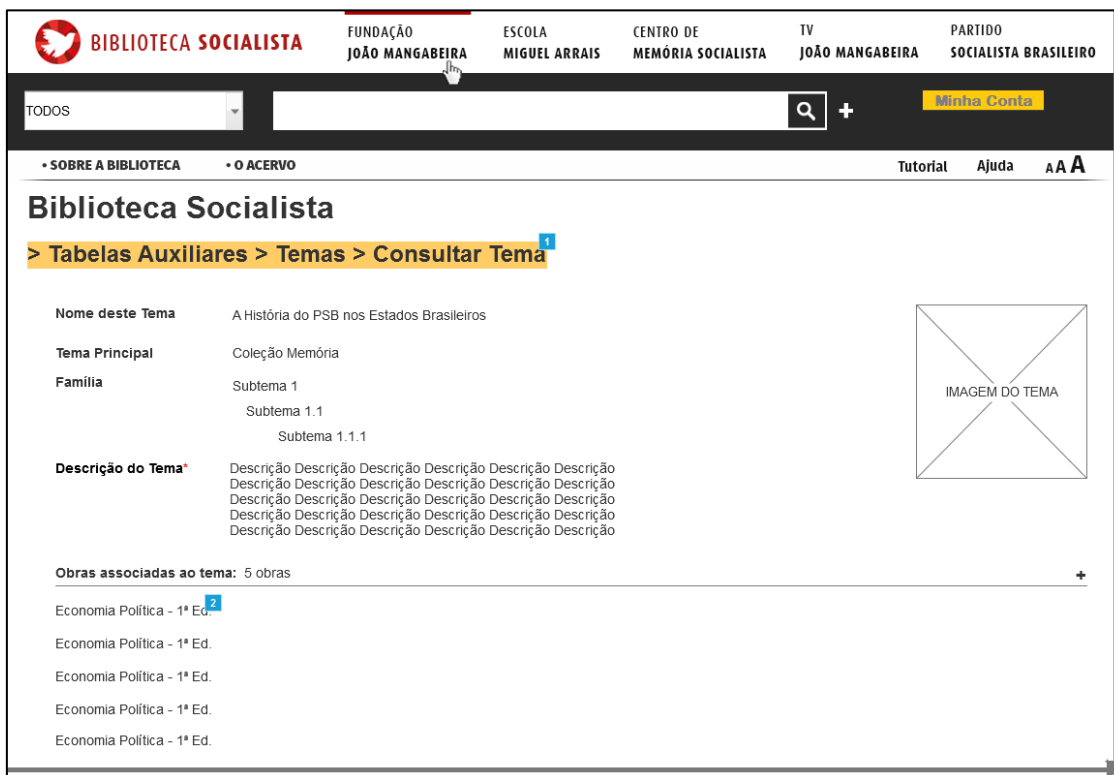 BIBLIOTECA SOCIALISTA
FUNDAÇÃO
JOÃO MANGABEIRA
ESCOLA
MIGUEL ARRAIS
CENTRO DE
MEMÓRIA SOCIALISTA
TV
JOÃO MANGABEIRA
PARTIDO
SOCIALISTA BRASILEIRO
TODOS
+
Minha Conta
• SOBRE A BIBLIOTECA
• O ACERVO
Tutorial
Ajuda
A A A
Biblioteca Socialista
> Tabelas Auxiliares > Temas > Consultar Tema
1
Nome deste Tema A História do PSB nos Estados Brasileiros
Tema Principal Coleção Memória
Família Subtema 1
Subtema 1.1
Subtema 1.1.1
IMAGEM DO TEMA
Descrição do Tema* Descrição Descrição Descrição Descrição Descrição Descrição
Descrição Descrição Descrição Descrição Descrição Descrição
Descrição Descrição Descrição Descrição Descrição Descrição
Descrição Descrição Descrição Descrição Descrição Descrição
Descrição Descrição Descrição Descrição Descrição Descrição
Obras associadas ao tema: 5 obras +
Economia Política - 1ª Ed. 2
Economia Política - 1ª Ed.
Economia Política - 1ª Ed.
Economia Política - 1ª Ed.
Economia Política - 1ª Ed.